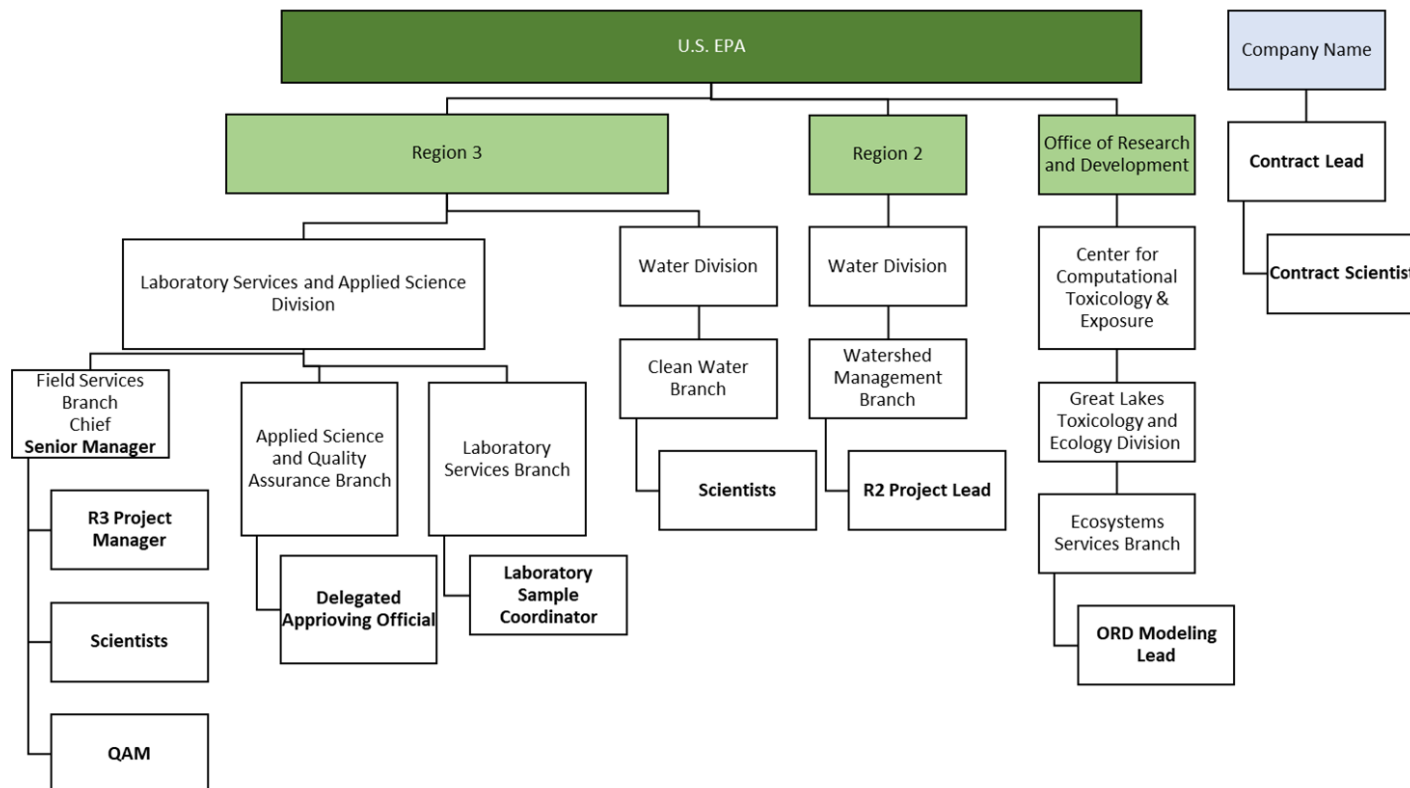 U.S. EPA
Company Name
Region 3
Region 2
Office of Research
and Development
Contract Lead
Contract Scientist
Laboratory Services and Applied Science
Division
Water Division
Water Division
Center for
Computational
Toxicology &
Exposure
Field Services
Branch
Chief
Senior Manager
Applied Science
and Quality
Assurance Branch
Laboratory
Services Branch
Clean Water
Branch
Watershed
Management
Branch
Great Lakes
Toxicology and
Ecology Division
R3 Project
Manager
Scientists
QAM
Delegated
Apprioving Official
Laboratory
Sample
Coordinator
Scientists
R2 Project Lead
Ecosystems
Services Branch
ORD Modeling
Lead